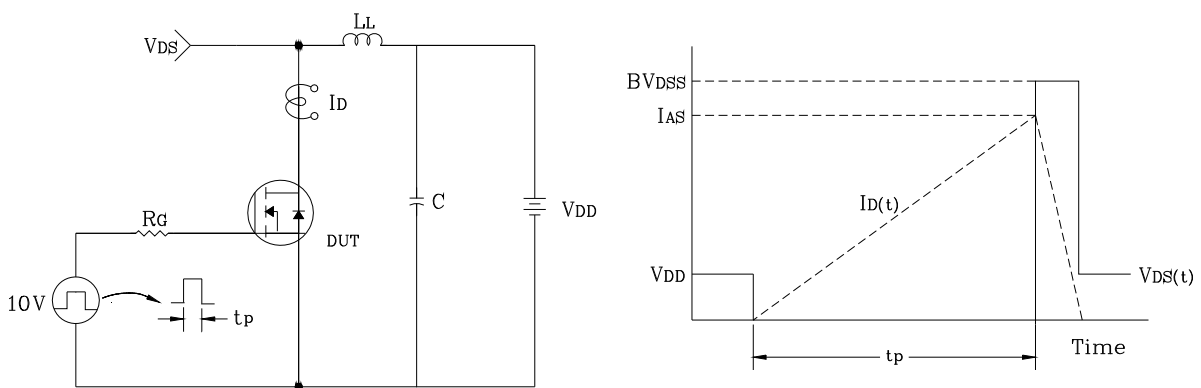 LL
VDS
ID
RG
DUT
C
VDD
10V
tp
BVDSS
IAS
ID(t)
VDD
VDS(t)
tp
Time